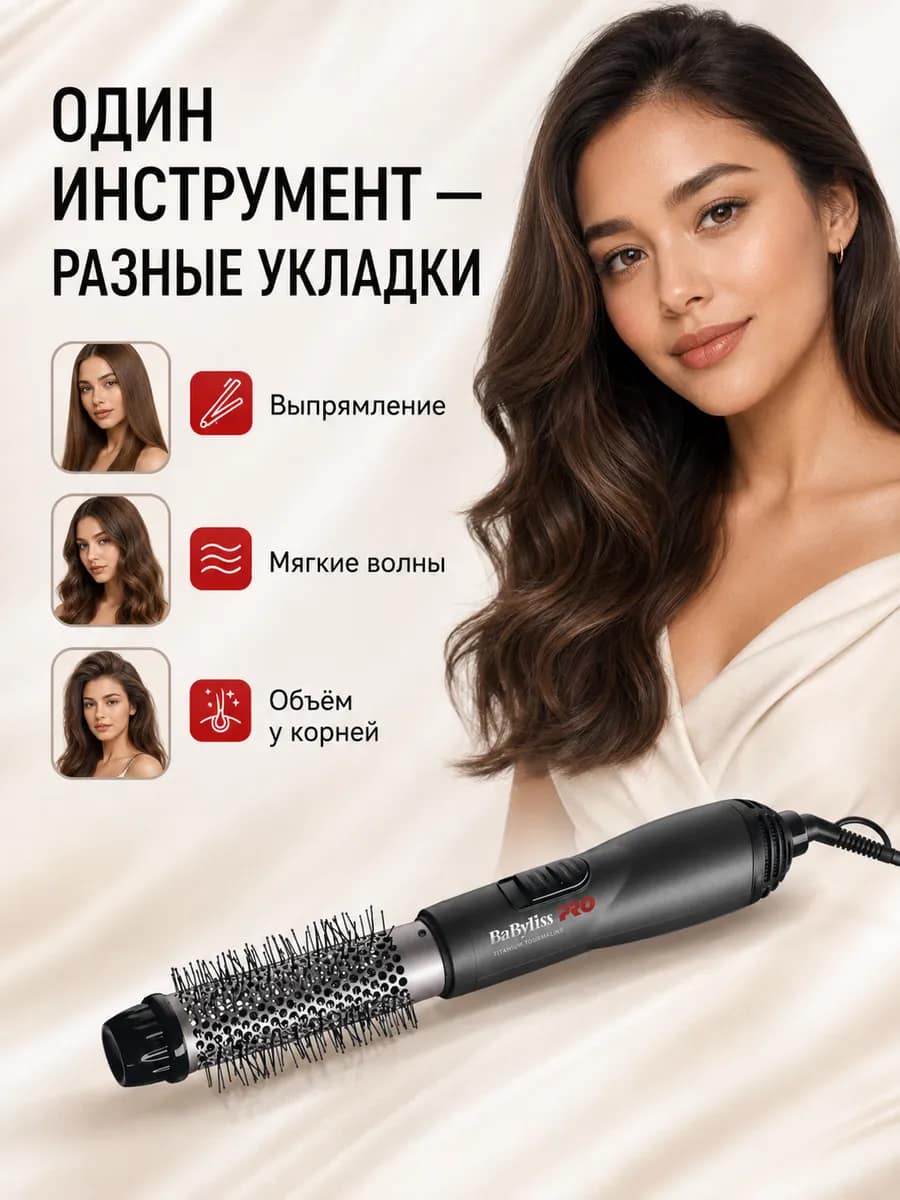 ОДИН
ИНСТРУМЕНТ —
РАЗНЫЕ УКЛАДКИ
Выпрямление
Мягкие волны
Объём
у корней
BaByliss PRO
TITANIUM TOURMALINE